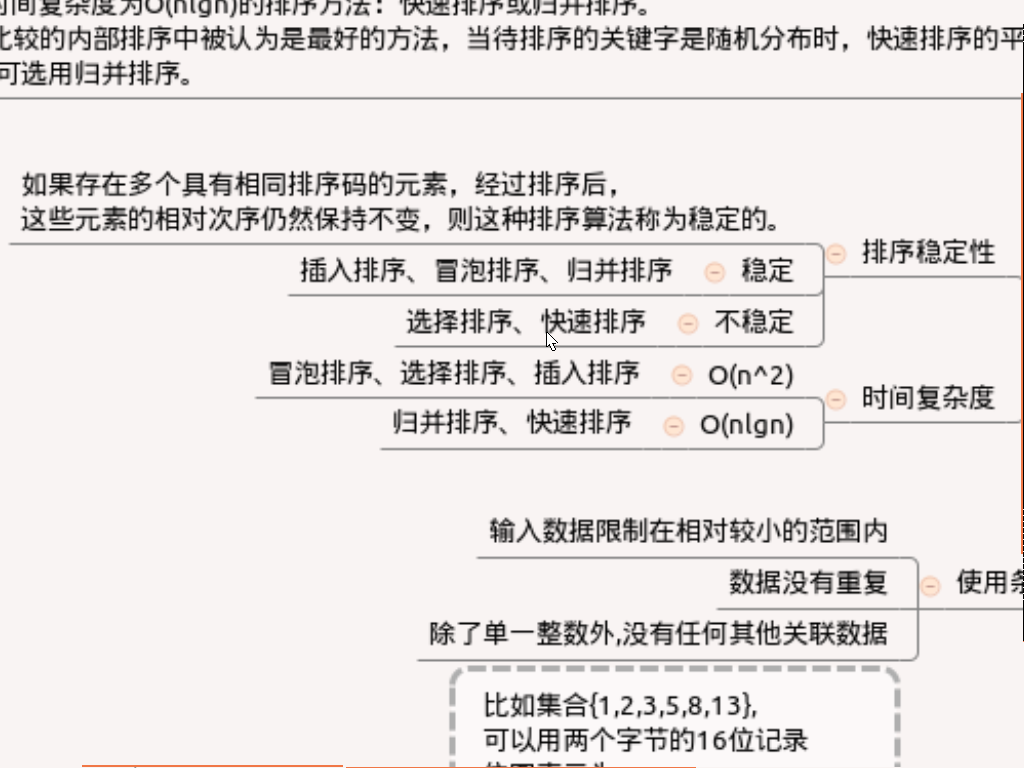 时间复杂度为O(nlgn)的排序方法：快速排序或归并排序。
比较的内部排序中被认为是最好的方法，当待排序的关键字是随机分布时，快速排序的平
可选用归并排序。
如果存在多个具有相同排序码的元素，经过排序后，
这些元素的相对次序仍然保持不变，则这种排序算法称为稳定的。
排序稳定性
插入排序、冒泡排序、归并排序 稳定
选择排序、快速排序 不稳定
冒泡排序、选择排序、插入排序 O(n^2)
时间复杂度
归并排序、快速排序 O(nlgn)
输入数据限制在相对较小的范围内
数据没有重复 使用条
除了单一整数外,没有任何其他关联数据
比如集合{1,2,3,5,8,13},
可以用两个字节的16位记录